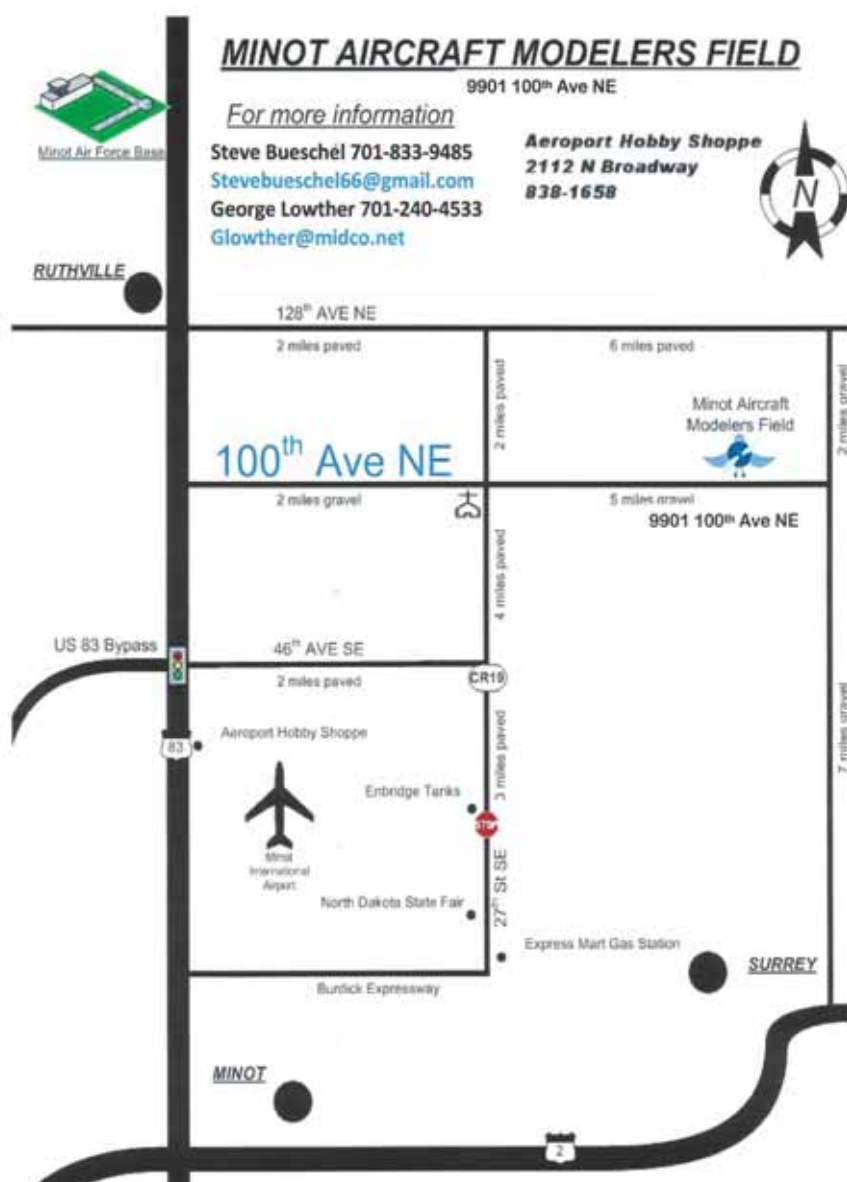 MINOT AIRCRAFT MODELERS FIELD
9901 100th Ave NE
For more information
Steve Bueschel 701-833-9485
Stevebueschel66@gmail.com
George Lowther 701-240-4533
Glowther@midco.net
Aeroport Hobby Shoppe
2112 N Broadway
838-1658
N
Minot Air Force Base
RUTHVILLE
128th AVE NE
2 miles paved
6 miles paved
2 miles paved
2 miles gravel
Minot Aircraft
Modelers Field
100th Ave NE
2 miles gravel
5 miles gravel
9901 100th Ave NE
4 miles paved
US 83 Bypass
46th AVE SE
2 miles paved
CR19
83
Aeroport Hobby Shoppe
3 miles paved
7 miles gravel
Enbridge Tanks
STOP
Minot
International
Airport
27th St SE
North Dakota State Fair
Express Mart Gas Station
SURREY
Burdick Expressway
MINOT
2